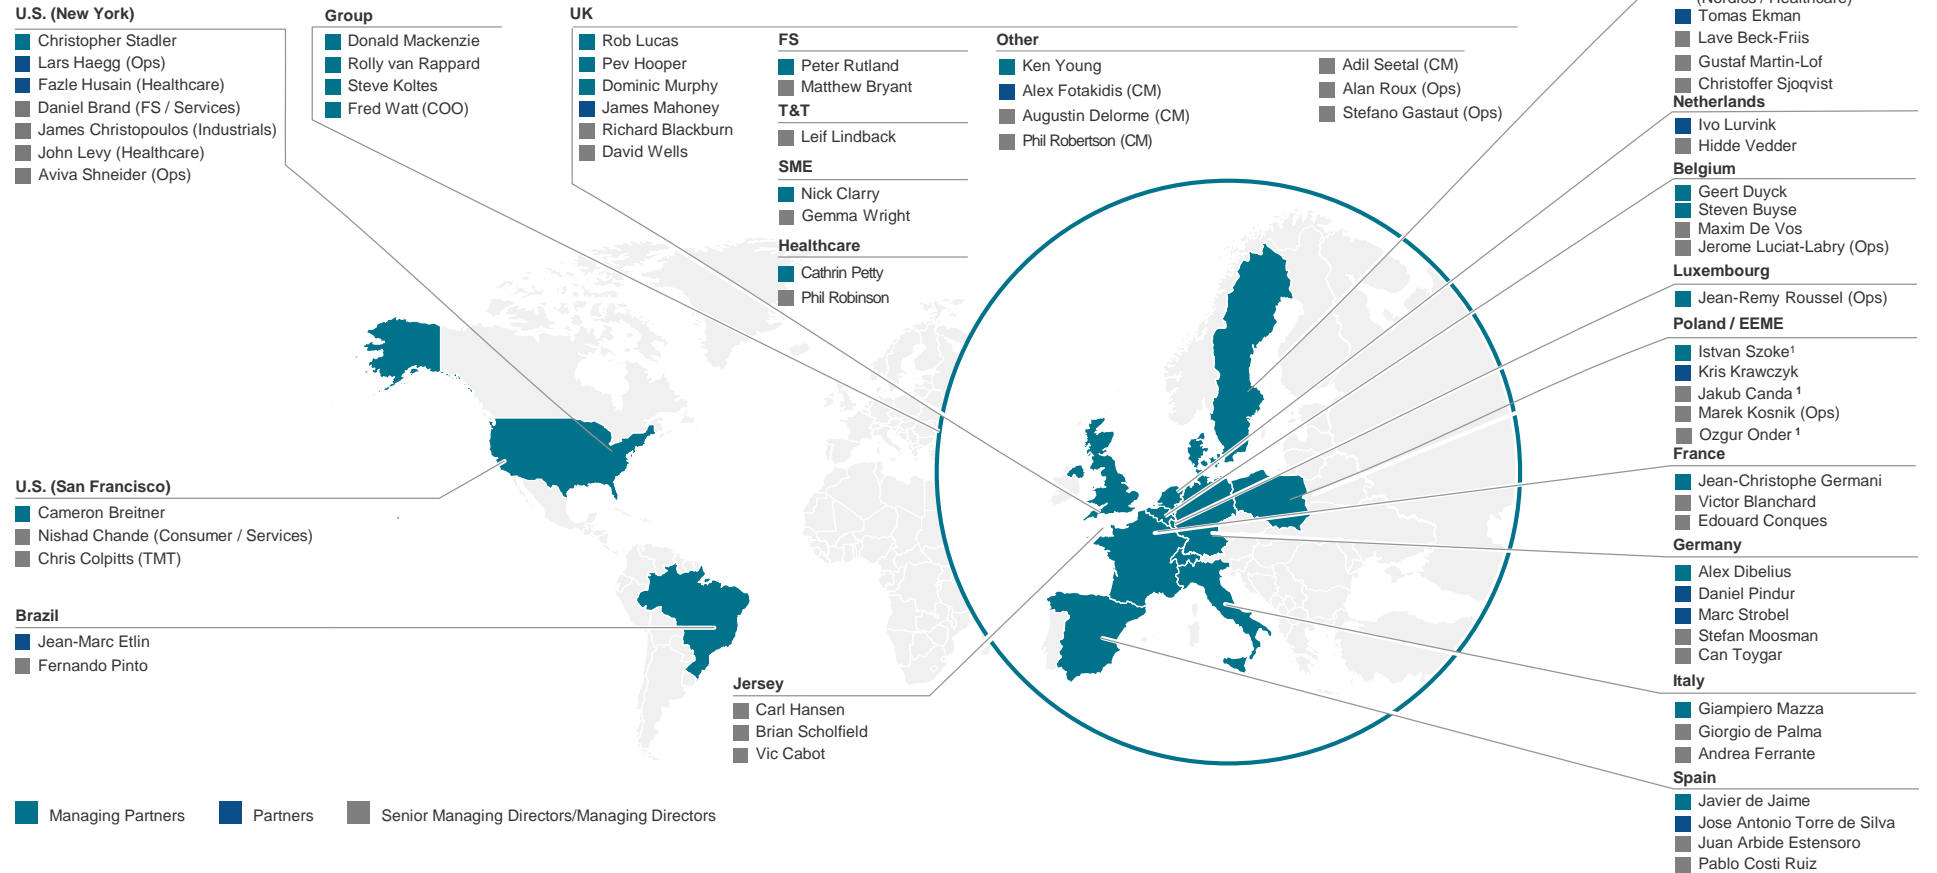 U.S. (New York)
Christopher Stadler
Lars Haegg (Ops)
Fazle Husain (Healthcare)
Daniel Brand (FS / Services)
James Christopoulos (Industrials)
John Levy (Healthcare)
Aviva Shneider (Ops)
Group
Donald Mackenzie
Rolly van Rappard
Steve Koltes
Fred Watt (COO)
UK
Rob Lucas
Pev Hooper
Dominic Murphy
James Mahoney
Richard Blackburn
David Wells
FS
Peter Rutland
Matthew Bryant
T&T
Leif Lindback
SME
Nick Clarry
Gemma Wright
Healthcare
Cathrin Petty
Phil Robinson
Other
Ken Young
Alex Fotakidis (CM)
Augustin Delorme (CM)
Phil Robertson (CM)
Adil Seetal (CM)
Alan Roux (Ops)
Stefano Gastaut (Ops)
(Nordics / Healthcare)
Tomas Ekman
Lave Beck-Friis
Gustaf Martin-Lof
Christoffer Sjoqvist
Netherlands
Ivo Lurvink
Hidde Vedder
Belgium
Geert Duyck
Steven Buyse
Maxim De Vos
Jerome Luciat-Labry (Ops)
Luxembourg
Jean-Remy Roussel (Ops)
Poland / EEME
Istvan Szoke¹
Kris Krawczyk
Jakub Canda ¹
Marek Kosnik (Ops)
Ozgur Onder ¹
France
Jean-Christophe Germani
Victor Blanchard
Edouard Conques
Germany
Alex Dibelius
Daniel Pindur
Marc Strobel
Stefan Moosman
Can Toygar
Italy
Giampiero Mazza
Giorgio de Palma
Andrea Ferrante
Spain
Javier de Jaime
Jose Antonio Torre de Silva
Juan Arbide Estensoro
Pablo Costi Ruiz
U.S. (San Francisco)
Cameron Breitner
Nishad Chande (Consumer / Services)
Chris Colpitts (TMT)
Brazil
Jean-Marc Etlin
Fernando Pinto
Jersey
Carl Hansen
Brian Scholfield
Vic Cabot
Managing Partners
Partners
Senior Managing Directors/Managing Directors